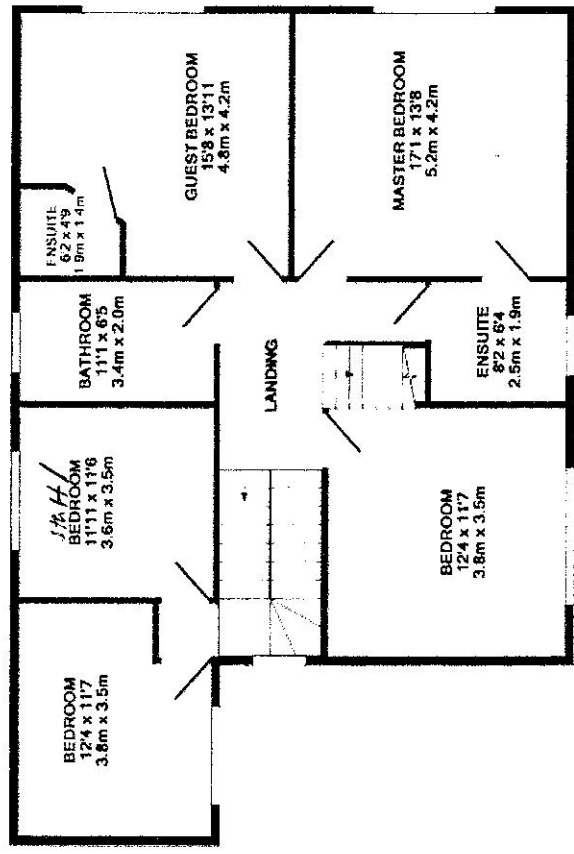 BEDROOM
12'4 x 11'7
3.8m x 3.5m
BEDROOM
11'11 x 11'6
3.6m x 3.5m
BATHROOM
11'1 x 6'5
3.4m x 2.0m
ENSUITE
6'2 x 4'9
1.9m x 1.4m
GUEST BEDROOM
15'8 x 13'11
4.8m x 4.2m
LANDING
BEDROOM
12'4 x 11'7
3.8m x 3.5m
ENSUITE
8'2 x 6'4
2.5m x 1.9m
MASTER BEDROOM
17'1 x 13'8
5.2m x 4.2m